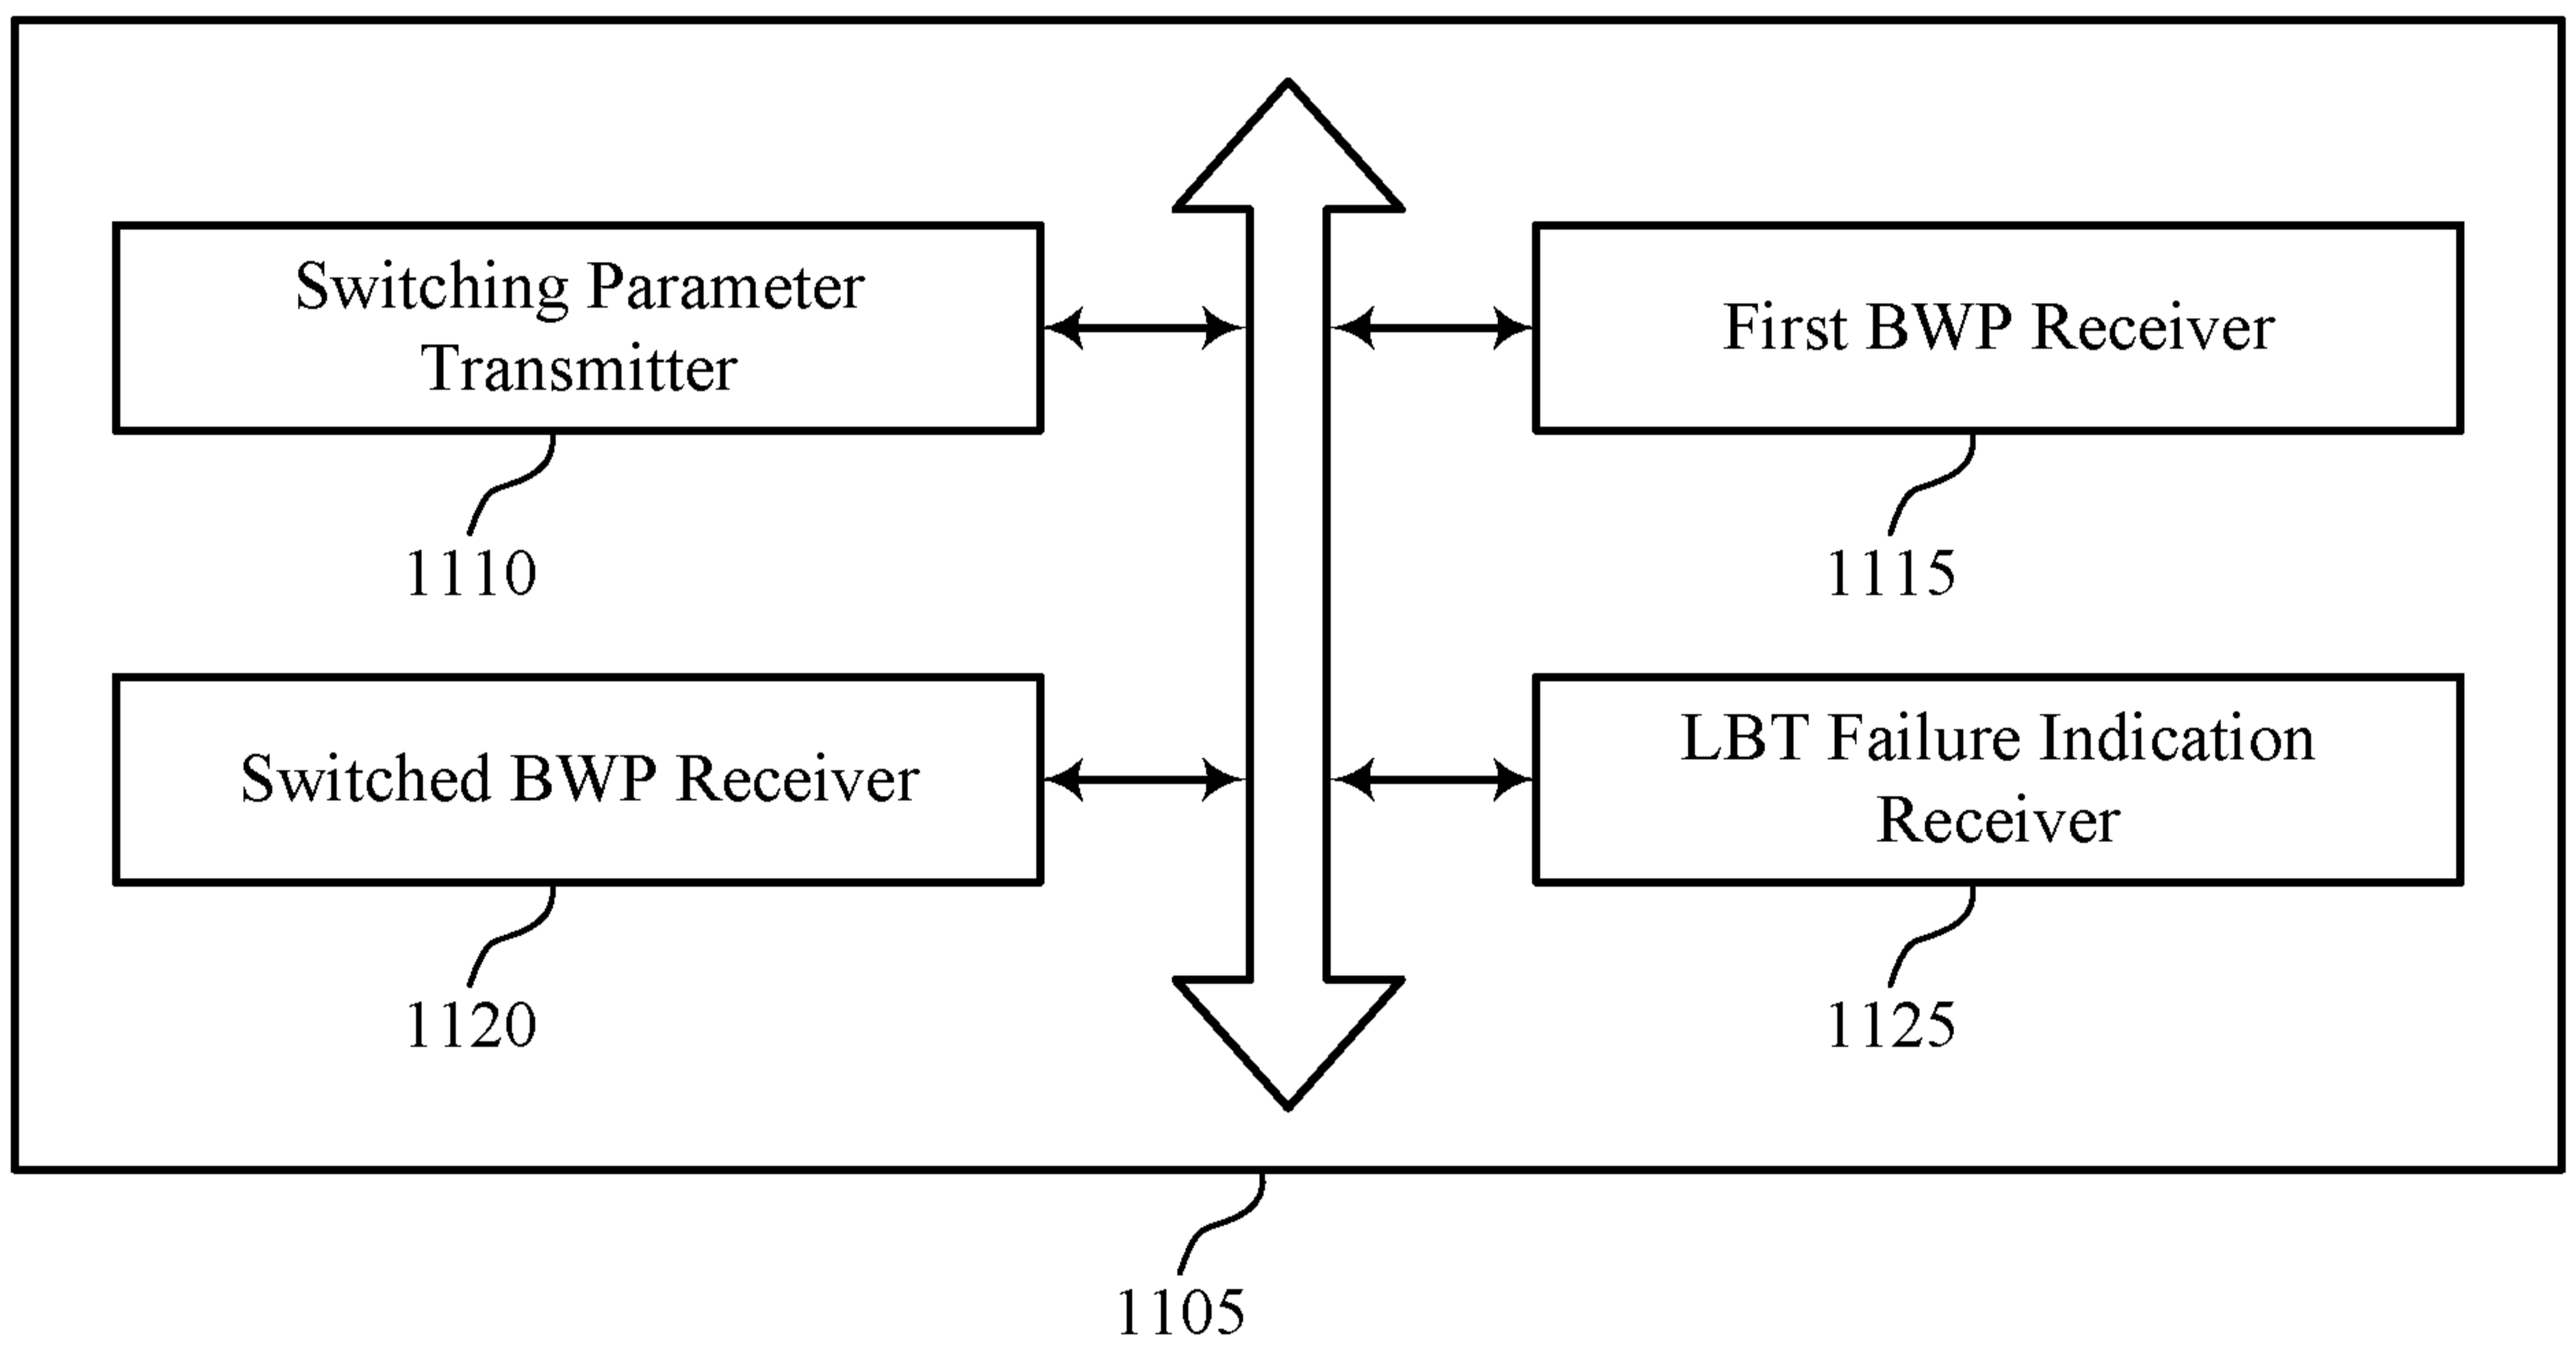 Switching Parameter
Transmitter
1110
First BWP Receiver
1115
Switched BWP Receiver
1120
LBT Failure Indication
Receiver
1125
1105